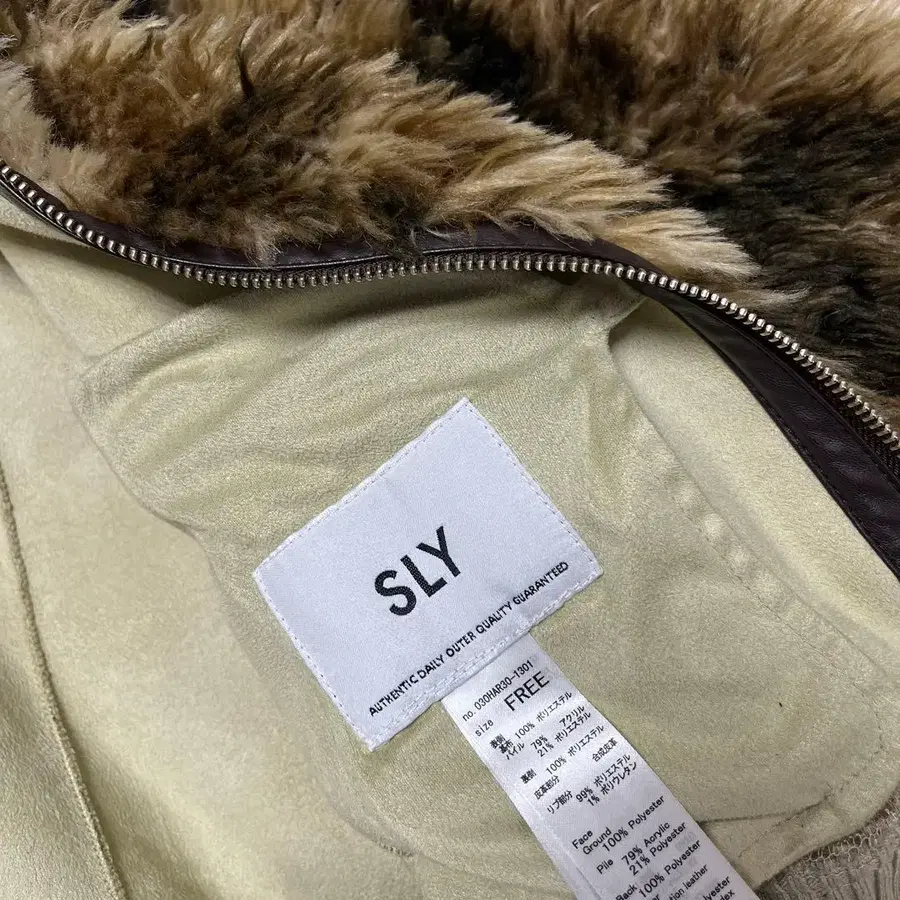 SLY
AUTHENTIC DAILY OUTER QUALITY GUARANTEED
no. 030HAR30-1301
size FREE
表側
基布 100% ポリエステル
パイル 79% アクリル
21% ポリエステル
裏側 100% ポリエステル
皮革部分 合成皮革
リブ部分 99% ポリエステル
1% ポリウレタン
Face
Ground 100% Polyester
Pile 79% Acrylic
21% Polyester
Back 100% Polyester
leather